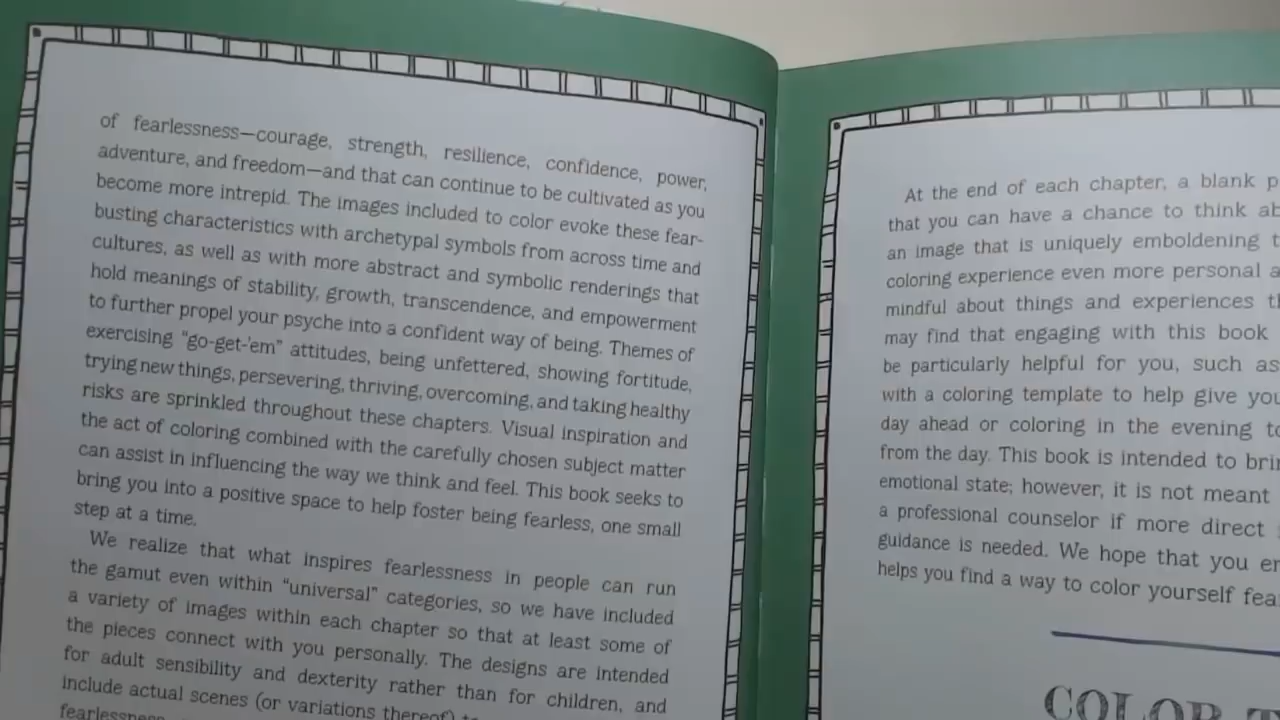 of fearlessness—courage, strength, resilience, confidence, power,
adventure, and freedom—and that can continue to be cultivated as you
become more intrepid. The images included to color evoke these fear-
busting characteristics with archetypal symbols from across time and
cultures, as well as with more abstract and symbolic renderings that
hold meanings of stability, growth, transcendence, and empowerment
to further propel your psyche into a confident way of being. Themes of
exercising "go-get-'em" attitudes, being unfettered, showing fortitude,
trying new things, persevering, thriving, overcoming, and taking healthy
risks are sprinkled throughout these chapters. Visual inspiration and
the act of coloring combined with the carefully chosen subject matter
can assist in influencing the way we think and feel. This book seeks to
bring you into a positive space to help foster being fearless, one small
step at a time.
We realize that what inspires fearlessness in people can run
the gamut even within "universal" categories, so we have included
a variety of images within each chapter so that at least some of
the pieces connect with you personally. The designs are intended
for adult sensibility and dexterity rather than for children, and
include actual scenes (or variations thereof)
fearlessness
At the end of each chapter, a blank
that you can have a chance to think
an image that is uniquely emboldening
coloring experience even more personal
mindful about things and experiences
may find that engaging with this book
be particularly helpful for you, such as
with a coloring template to help give
day ahead or coloring in the evening
from the day. This book is intended to
emotional state; however, it is not meant
a professional counselor if more direct
guidance is needed. We hope that you
helps you find a way to color yourself
COLOR